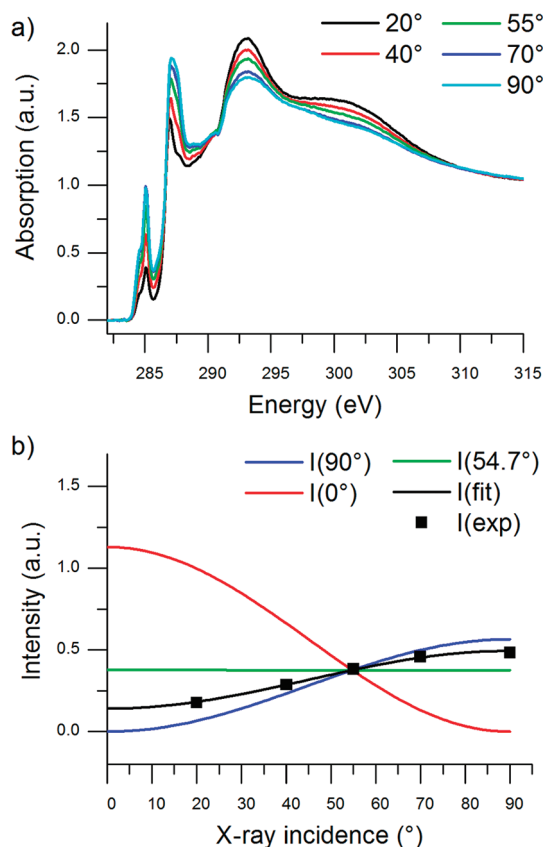 a)
20° 55°
40° 70°
90°
2.0
1.5
1.0
0.5
0.0
Absorption (a.u.)
285 290 295 300 305 310 315
Energy (eV)
b)
I(90°) I(54.7°)
I(0°) I(fit)
I(exp)
1.5
1.0
0.5
0.0
Intensity (a.u.)
0 10 20 30 40 50 60 70 80 90
X-ray incidence (°)